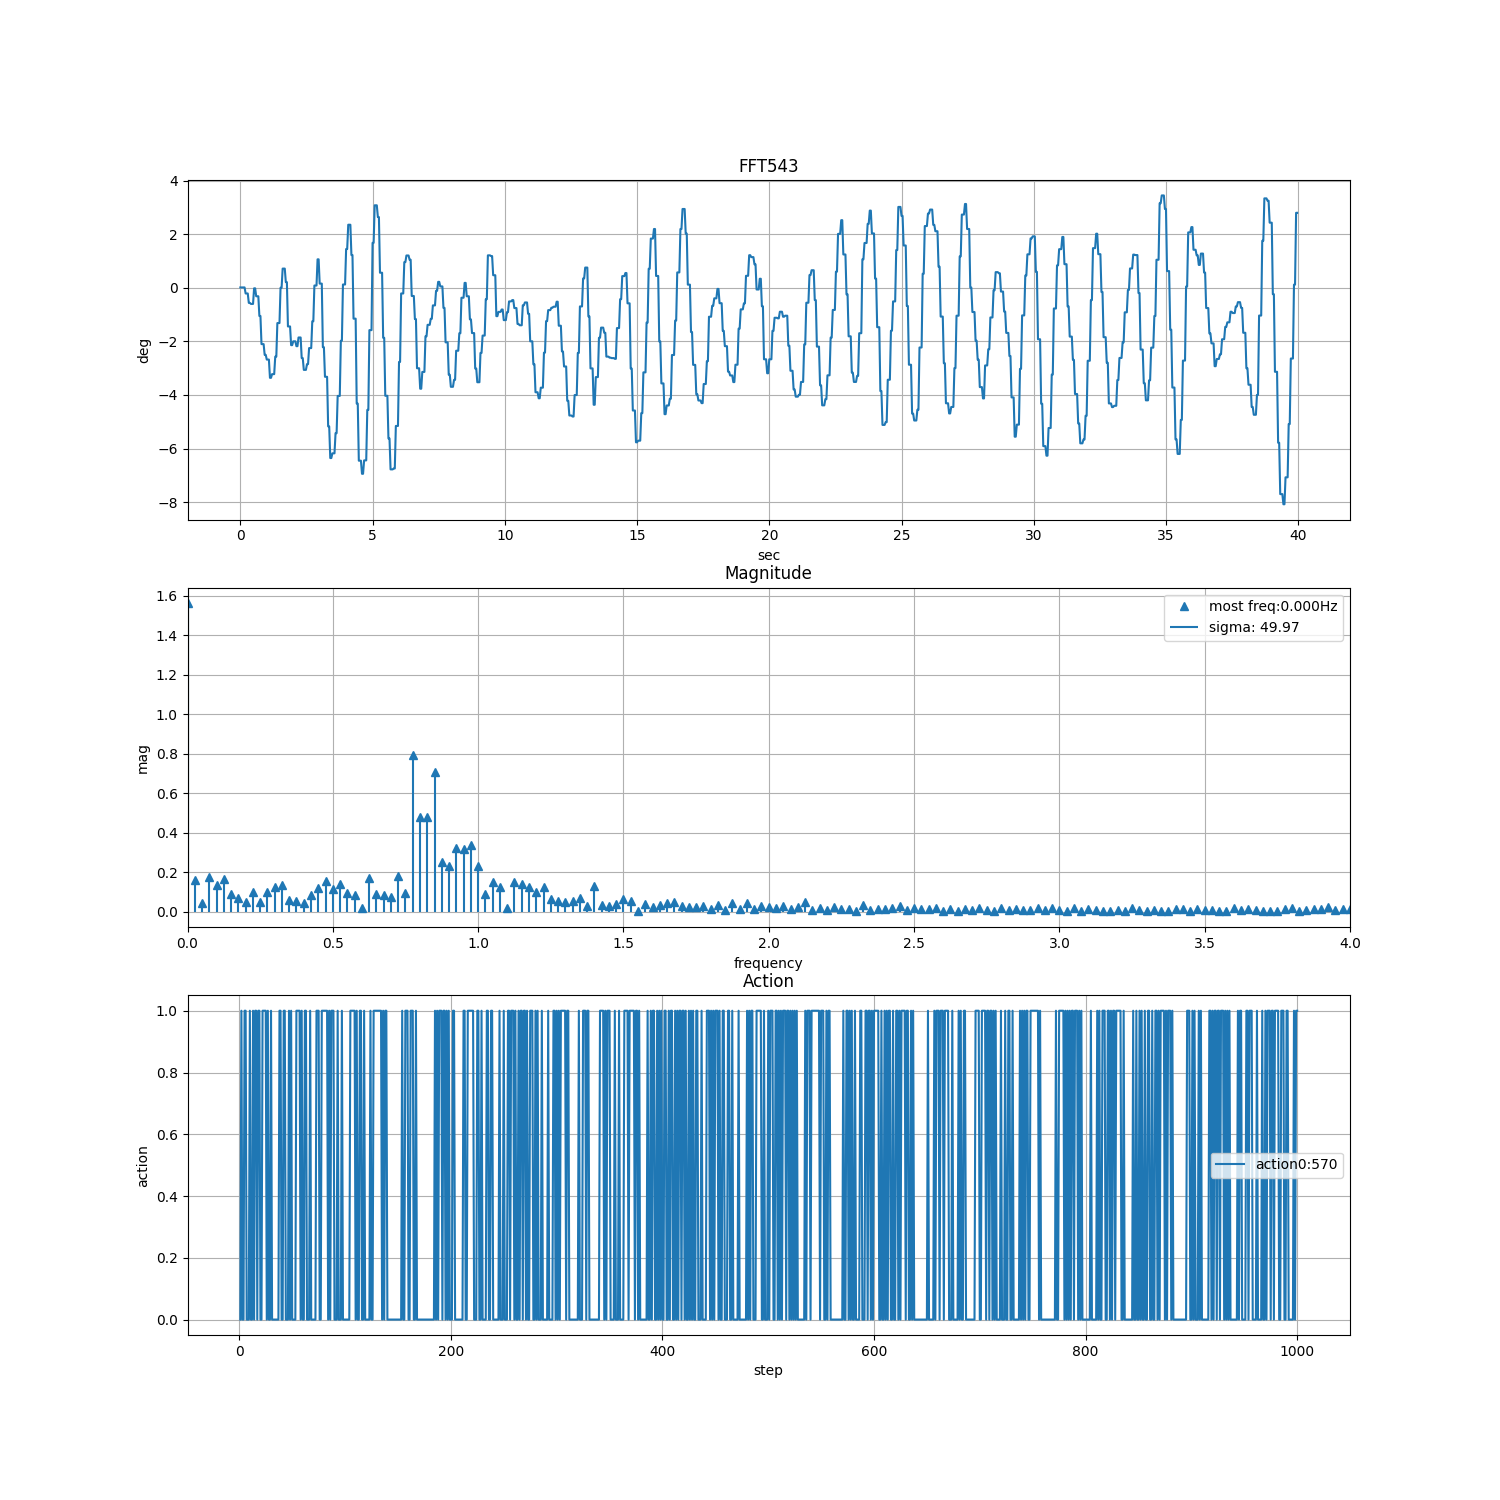 FFT543
4
2
0
−2
−4
−6
−8
deg
0 5 10 15 20 25 30 35 40
sec
Magnitude
1.6
1.4
1.2
1.0
0.8
0.6
0.4
0.2
0.0
mag
most freq:0.000Hz
sigma: 49.97
0.0 0.5 1.0 1.5 2.0 2.5 3.0 3.5 4.0
frequency
Action
1.0
0.8
0.6
0.4
0.2
0.0
action
action0:570
0 200 400 600 800 1000
step